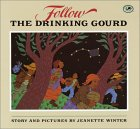 Follow
THE DRINKING GOURD
STORY AND PICTURES BY JEANETTE WINTER